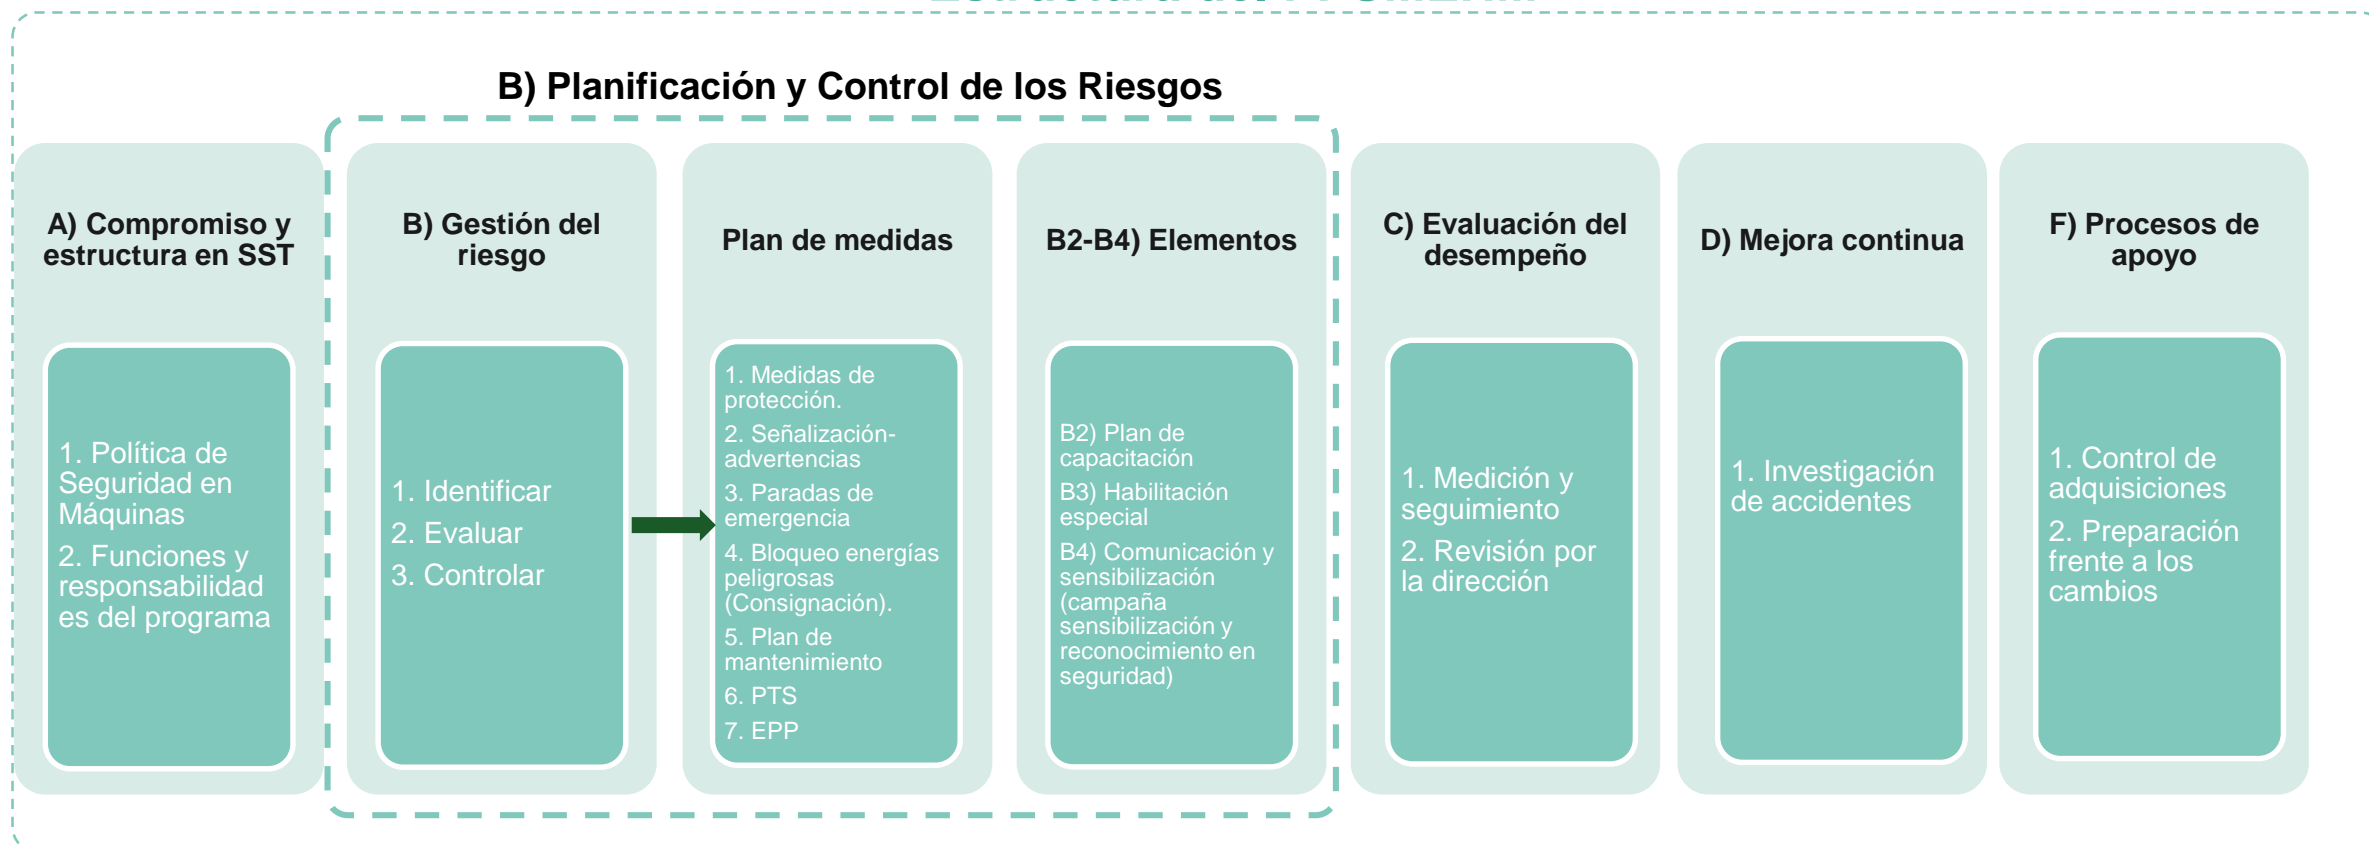 B) Planificación y Control de los Riesgos
A) Compromiso y
estructura en SST
1. Política de
Seguridad en
Máquinas
2. Funciones y
responsabilidad
es del programa
B) Gestión del
riesgo
1. Identificar
2. Evaluar
3. Controlar
Plan de medidas
1. Medidas de
protección.
2. Señalización-
advertencias
3. Paradas de
emergencia
4. Bloqueo energías
peligrosas
(Consignación).
5. Plan de
mantenimiento
6. PTS
7. EPP
B2-B4) Elementos
B2) Plan de
capacitación
B3) Habilitación
especial
B4) Comunicación y
sensibilización
(campaña
sensibilización y
reconocimiento en
seguridad)
C) Evaluación del
desempeño
1. Medición y
seguimiento
2. Revisión por
la dirección
D) Mejora continua
1. Investigación
de accidentes
F) Procesos de
apoyo
1. Control de
adquisiciones
2. Preparación
frente a los
cambios